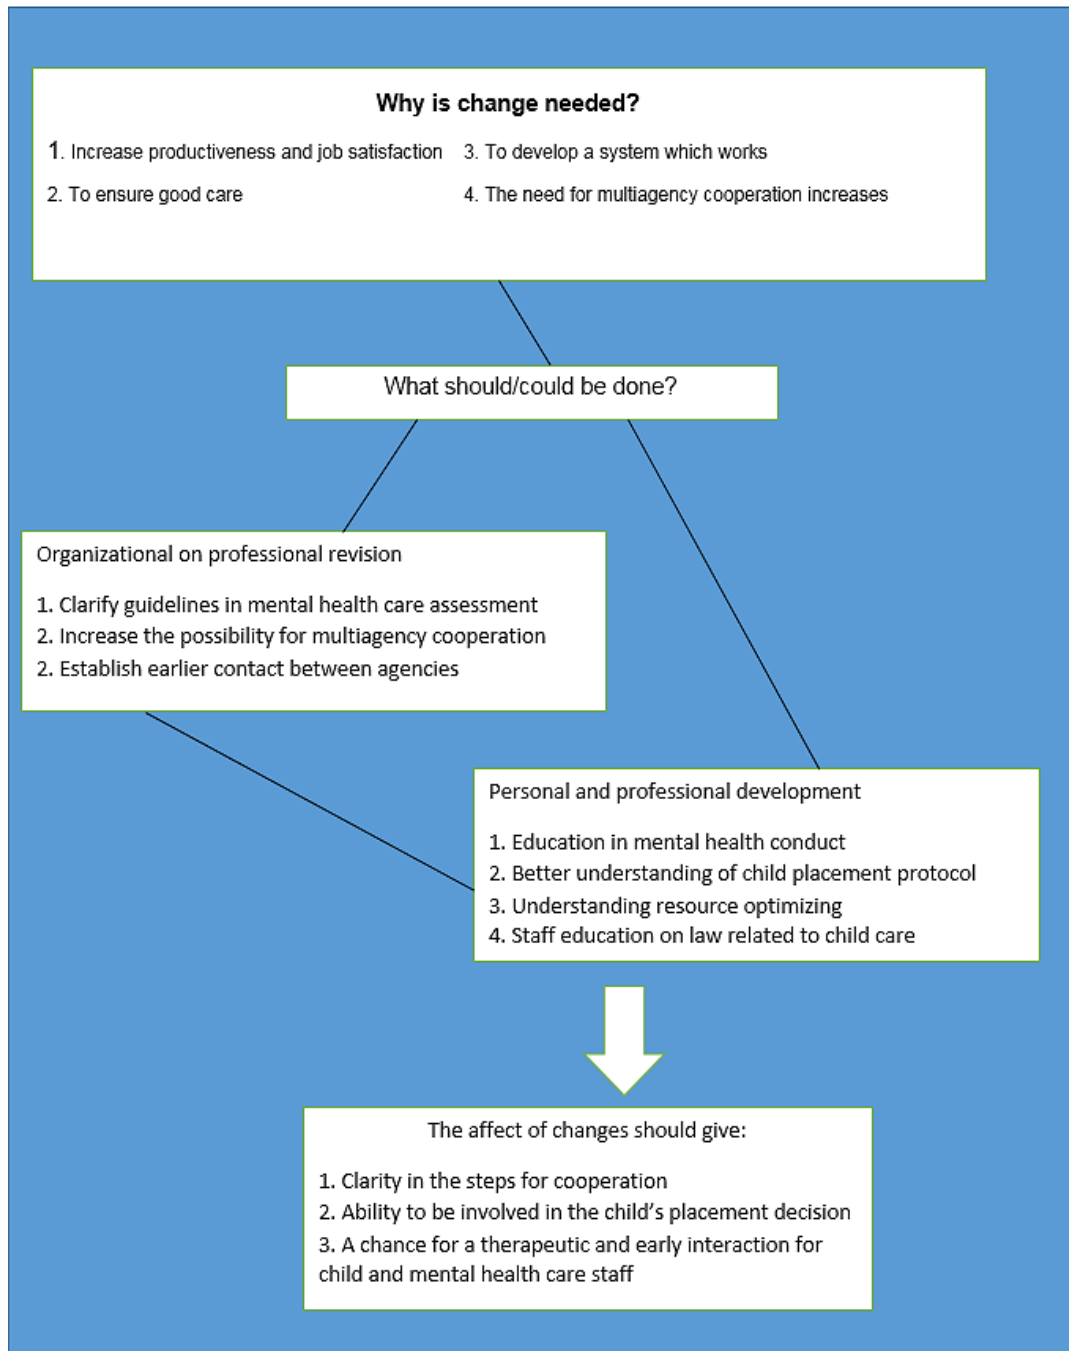 Why is change needed?
1. Increase productiveness and job satisfaction 3. To develop a system which works
2. To ensure good care 4. The need for multiagency cooperation increases
What should/could be done?
Organizational on professional revision
1. Clarify guidelines in mental health care assessment
2. Increase the possibility for multiagency cooperation
2. Establish earlier contact between agencies
Personal and professional development
1. Education in mental health conduct
2. Better understanding of child placement protocol
3. Understanding resource optimizing
4. Staff education on law related to child care
The affect of changes should give:
1. Clarity in the steps for cooperation
2. Ability to be involved in the child’s placement decision
3. A chance for a therapeutic and early interaction for
child and mental health care staff